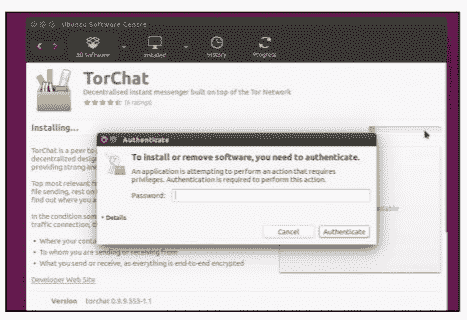 Ubuntu Software Centre
All Software
Installed
History
Progress
TorChat
Decentralised instant messenger built on top of the Tor Network
(9 ratings)
Installing...
TorChat is a peer to
decentralized desig
providing strong
Top most relevant f
file sending, rest on
find out where you a
In the condition som
traffic connection, t
• Where your conta
• To whom you are sending or receiving from
• What you send or receive, as everything is end-to-end encrypted
Developer Web Site
Version torchat 0.9.9.553-1.1
Authenticate
To install or remove software, you need to authenticate.
An application is attempting to perform an action that requires
privileges. Authentication is required to perform this action.
Password:
Details
Cancel
Authenticate
ailable